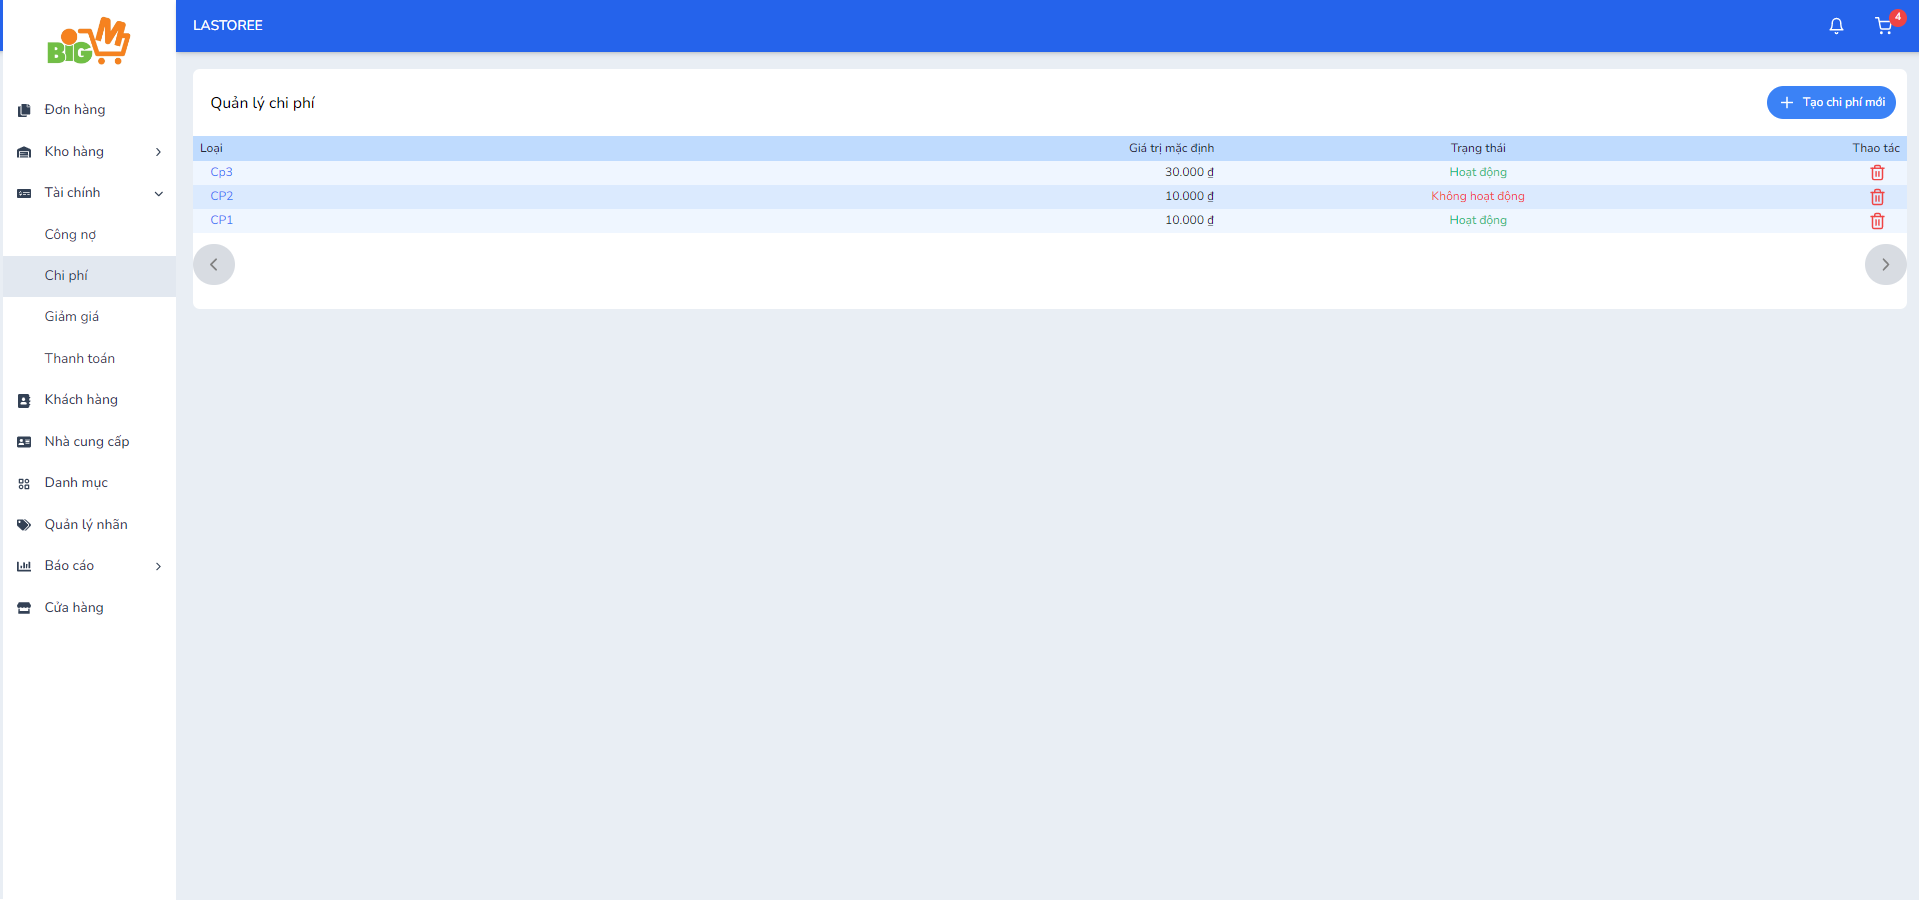 BIG M
LASTOREE
4
Đơn hàng
Kho hàng
Tài chính
Công nợ
Chi phí
Giảm giá
Thanh toán
Khách hàng
Nhà cung cấp
Danh mục
Quản lý nhãn
Báo cáo
Cửa hàng
Quản lý chi phí
Tạo chi phí mới
Loại Giá trị mặc định Trạng thái Thao tác
Cp3 30.000 ₫ Hoạt động
CP2 10.000 ₫ Không hoạt động
CP1 10.000 ₫ Hoạt động